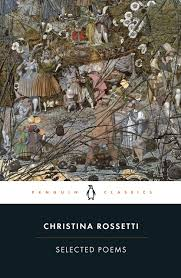 PENGUIN CLASSICS
CHRISTINA ROSSETTI
SELECTED POEMS